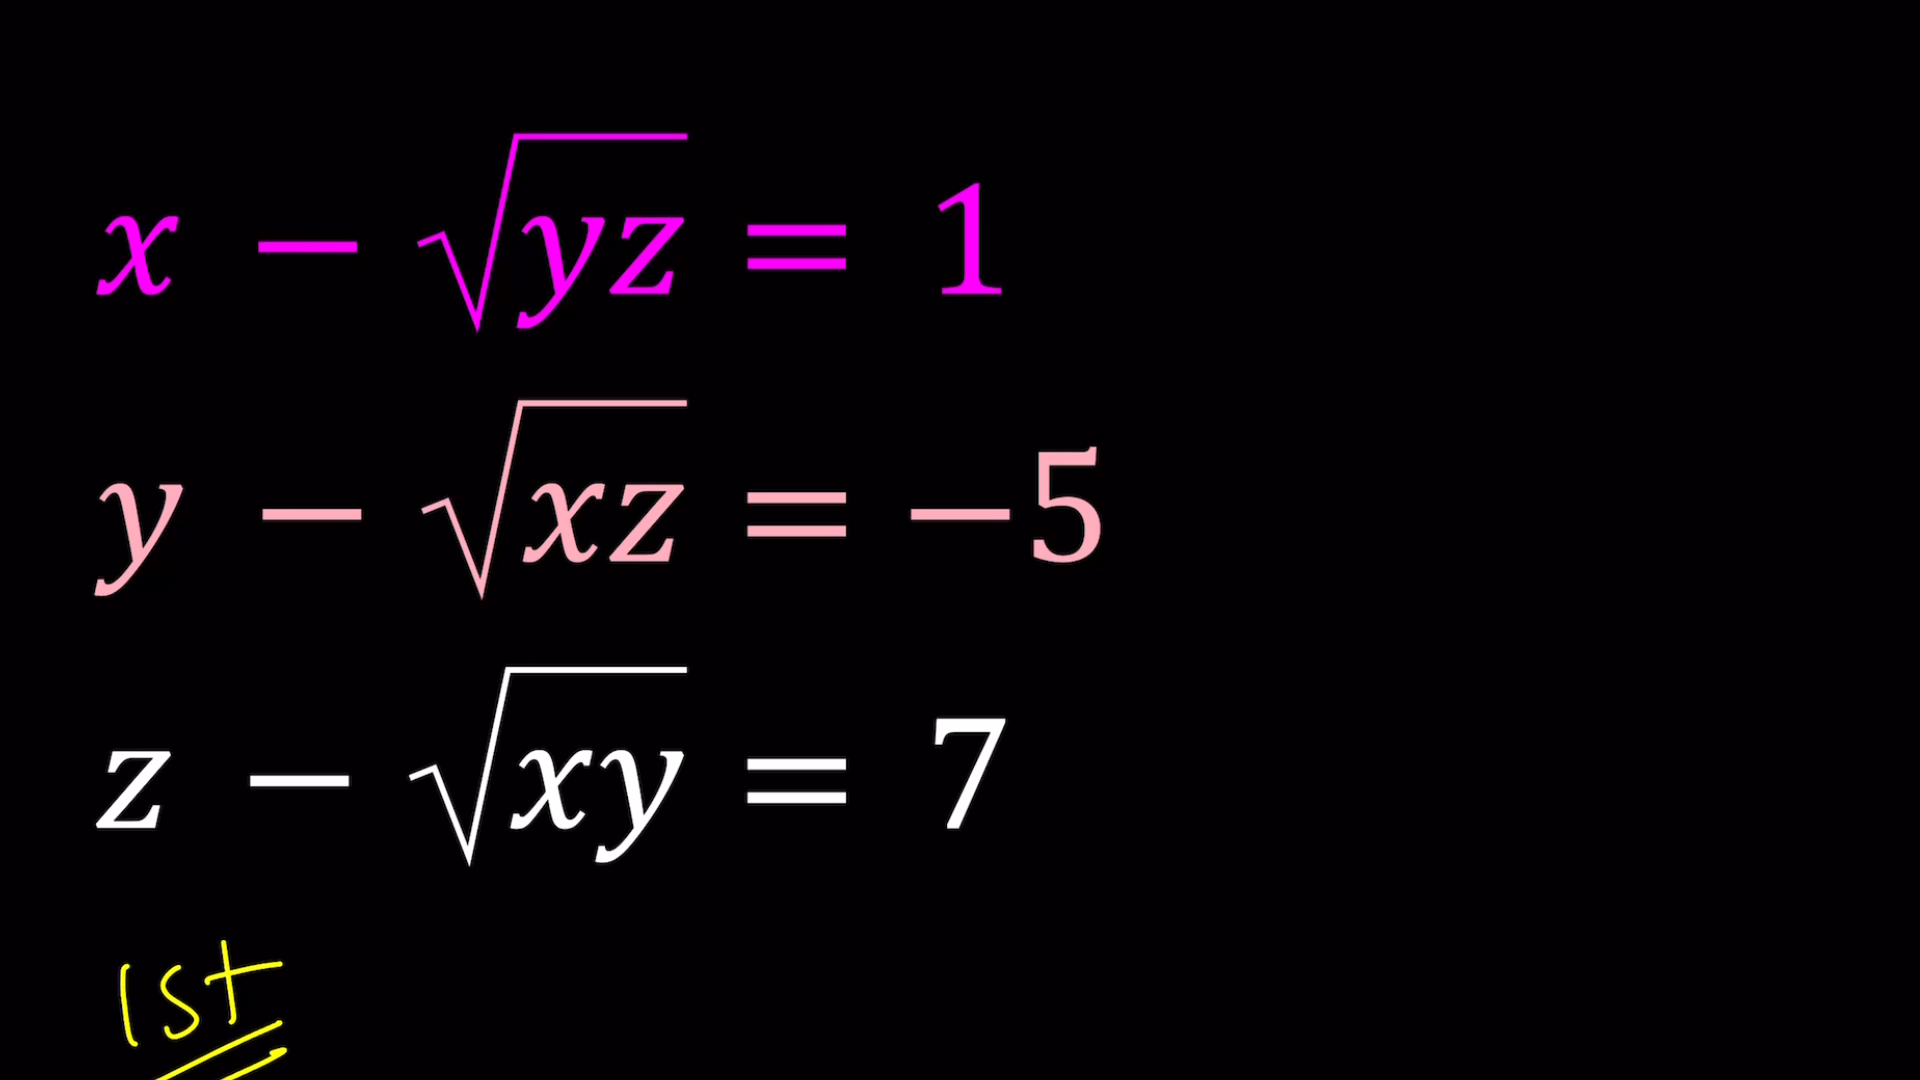 x − √yz = 1
y − √xz = −5
z − √xy = 7
1st